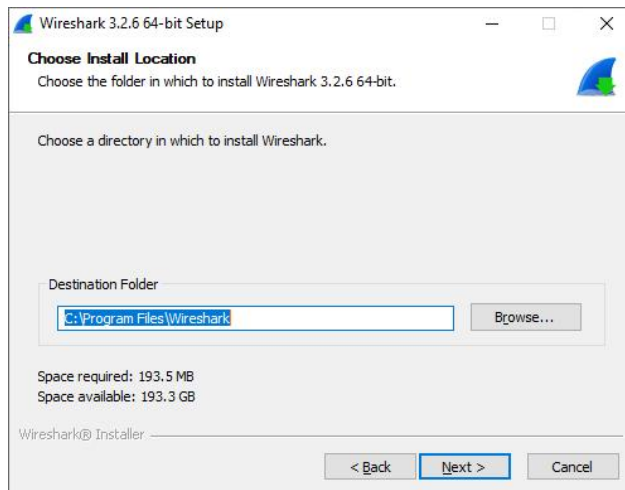 Wireshark 3.2.6 64-bit Setup
Choose Install Location
Choose the folder in which to install Wireshark 3.2.6 64-bit.
Choose a directory in which to install Wireshark.
Destination Folder
C:\Program Files\Wireshark
Browse...
Space required: 193.5 MB
Space available: 193.3 GB
Wireshark® Installer
< Back
Next >
Cancel